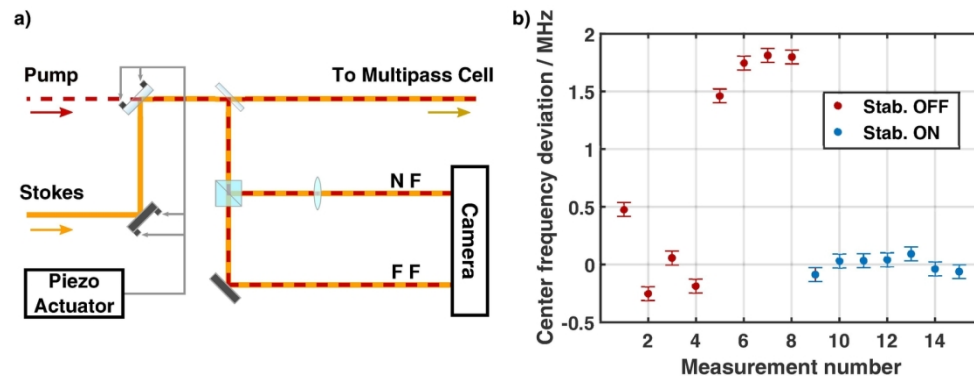 a)
Pump
To Multipass Cell
Stokes
N F
F F
Camera
Piezo
Actuator
b)
Center frequency deviation / MHz
2
1.5
1
0.5
0
-0.5
Stab. OFF
Stab. ON
2 4 6 8 10 12 14
Measurement number